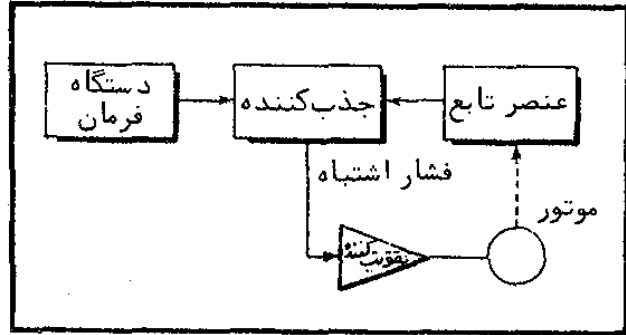 دستگاه
فرمان
جذب‌کننده
عنصر تابع
فشار اشتباه
موتور
تقویت‌کننده